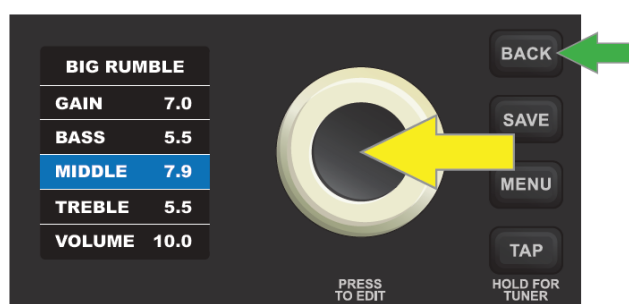 BIG RUMBLE
GAIN 7.0
BASS 5.5
MIDDLE 7.9
TREBLE 5.5
VOLUME 10.0
PRESS
TO EDIT
BACK
SAVE
MENU
TAP
HOLD FOR
TUNER